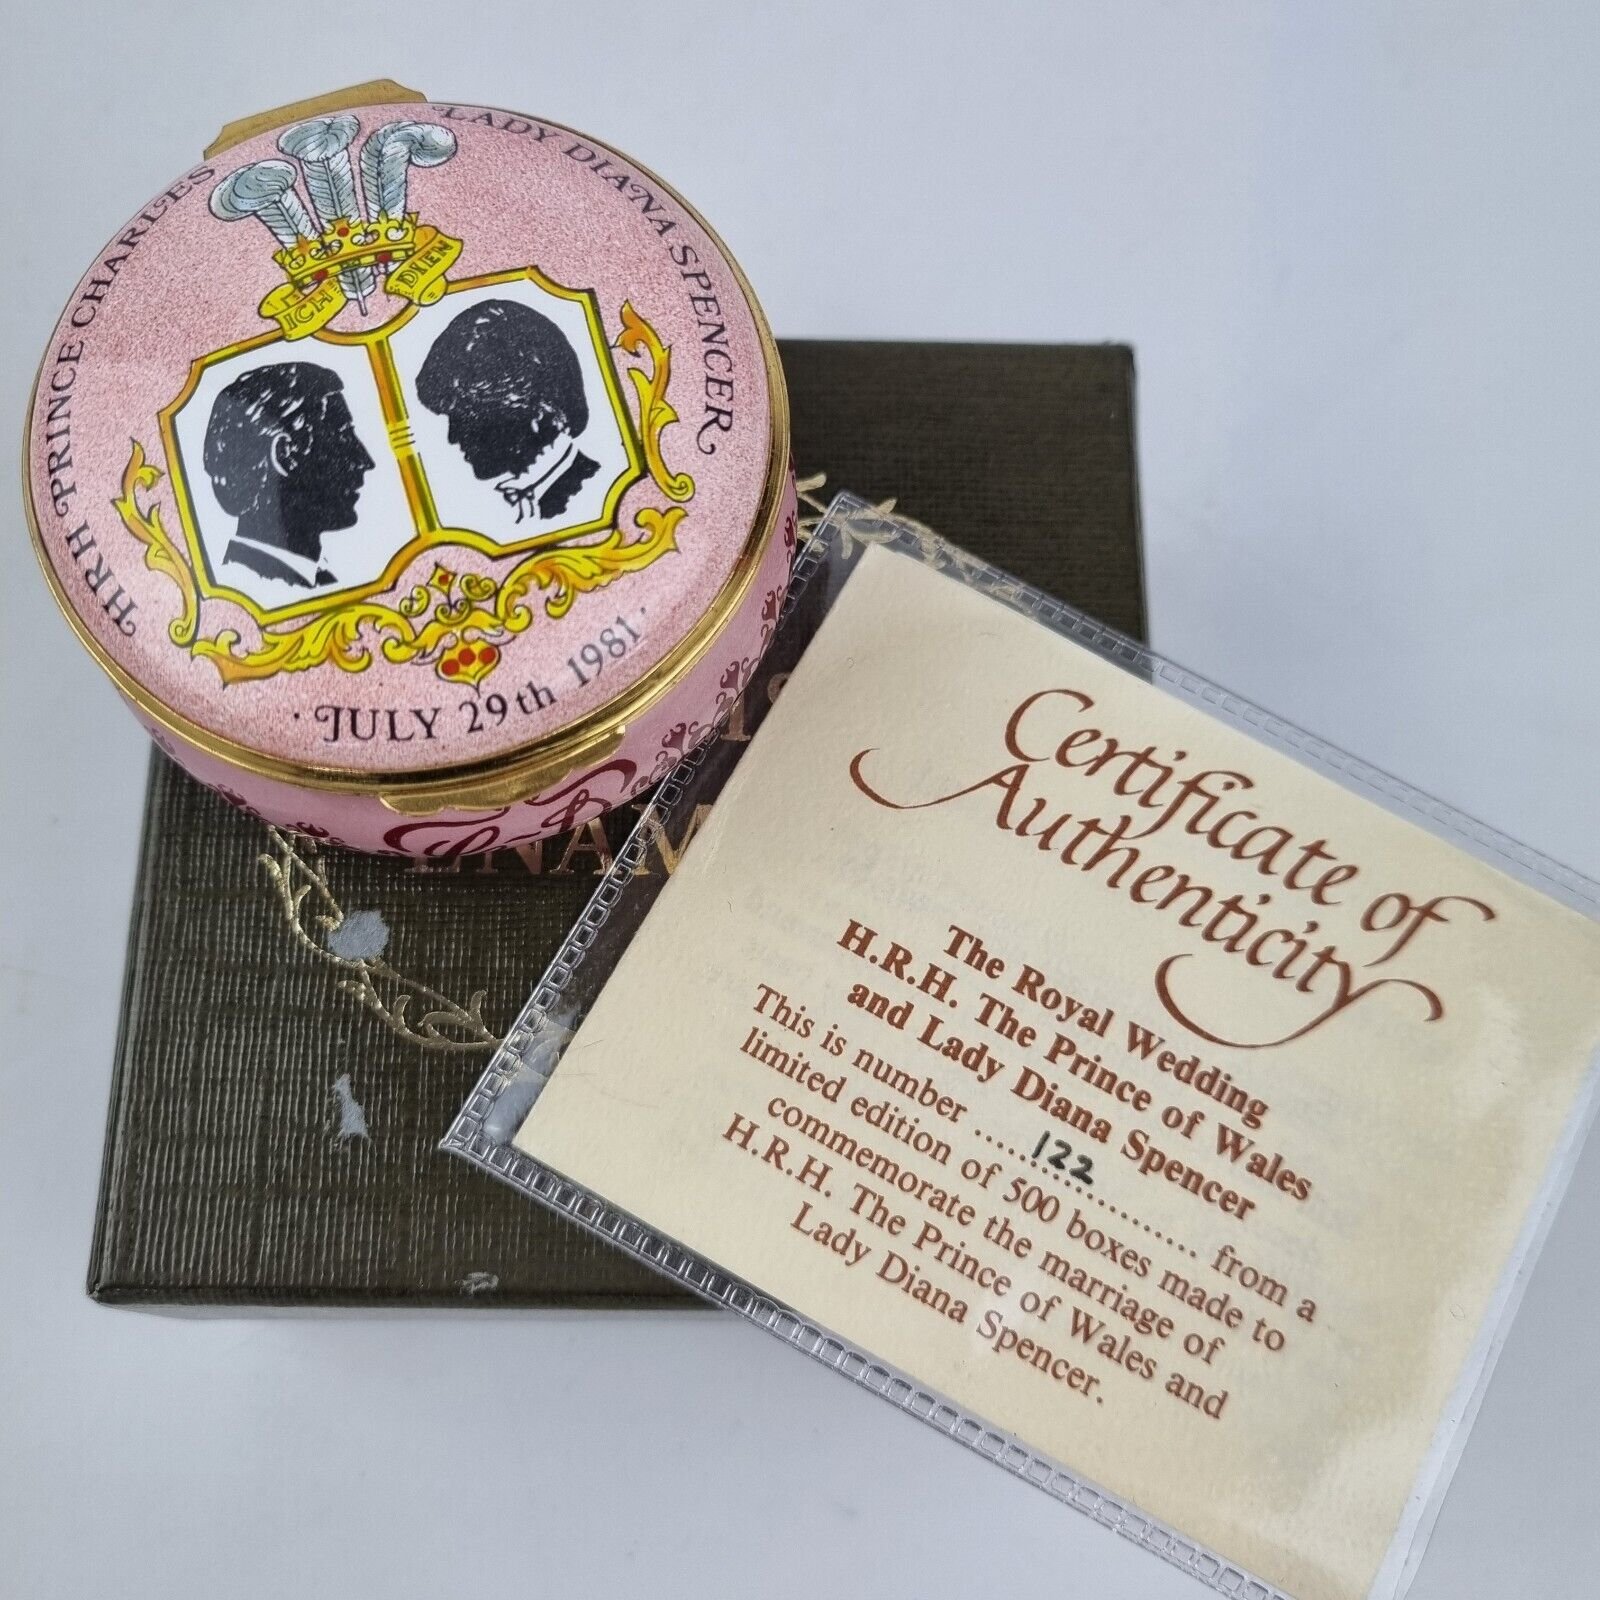 HRH PRINCE CHARLES
LADY DIANA SPENCER
ICH DIEN
· JULY 29th 1981 ·
Certificate of
Authenticity
The Royal Wedding
H.R.H. The Prince of Wales
and Lady Diana Spencer
This is number .....122............... from a
limited edition of 500 boxes made to
commemorate the marriage of
H.R.H. The Prince of Wales and
Lady Diana Spencer.